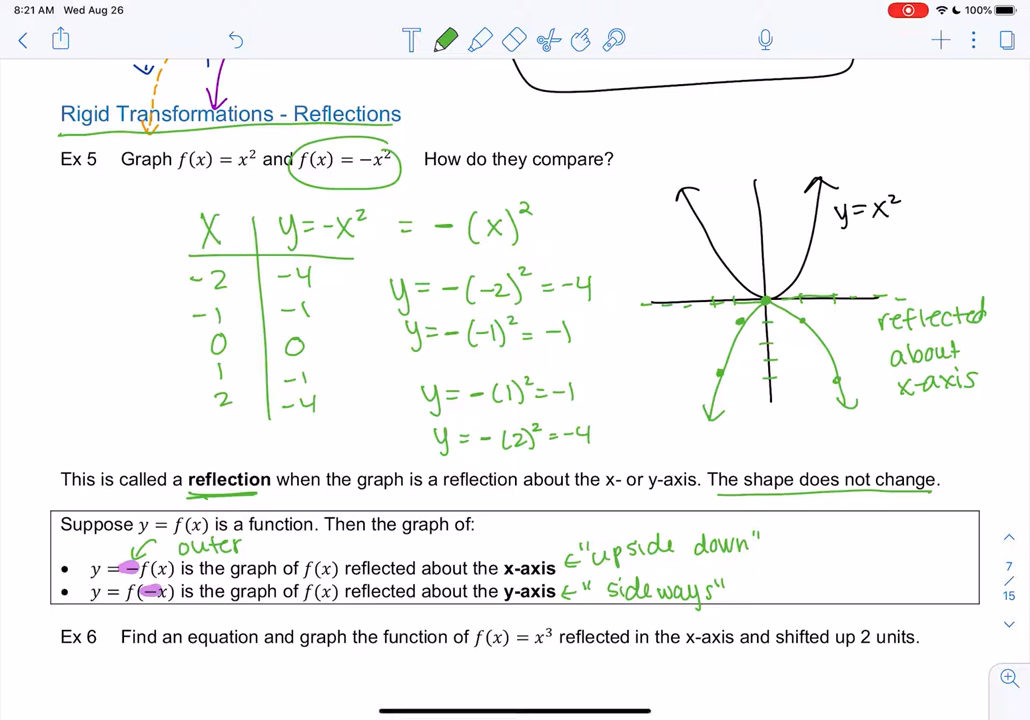 8:21 AM Wed Aug 26
100%
T
Rigid Transformations - Reflections
Ex 5 Graph f(x) = x² and f(x) = −x² How do they compare?
y = x²
X y = -x² = -(x)²
-2 -4 y = -(-2)² = -4
-1 -1 y = -(-1)² = -1
0 0
1 -1 y = -(1)² = -1
2 -4 y = -(2)² = -4
reflected
about
x-axis
This is called a reflection when the graph is a reflection about the x- or y-axis. The shape does not change.
Suppose y = f(x) is a function. Then the graph of:
outer
• y = −f(x) is the graph of f(x) reflected about the x-axis ← "upside down"
• y = f(−x) is the graph of f(x) reflected about the y-axis ← "sideways"
7
/
15
Ex 6 Find an equation and graph the function of f(x) = x³ reflected in the x-axis and shifted up 2 units.